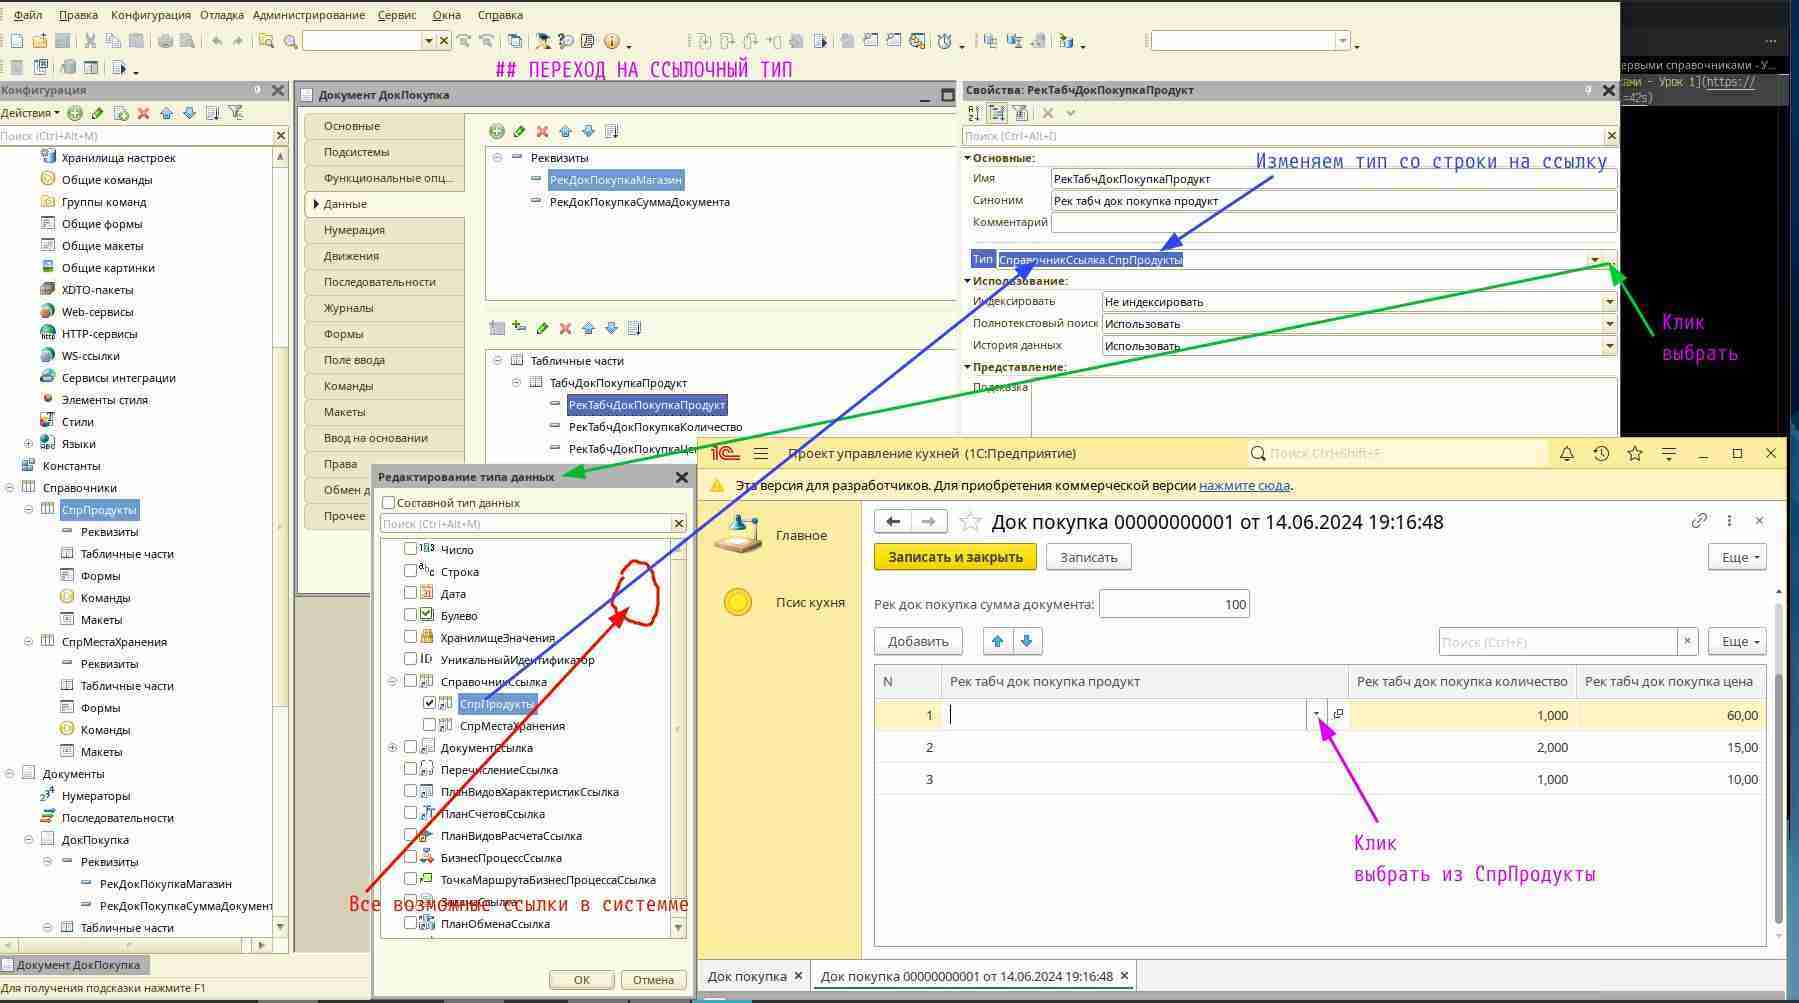 Файл Правка Конфигурация Отладка Администрирование Сервис Окна Справка
## ПЕРЕХОД НА ССЫЛОЧНЫЙ ТИП
ервыми справочниками - У...
ами - Урок 1](https://
=42s)
Конфигурация
Действия
Поиск (Ctrl+Alt+M)
Хранилища настроек
Общие команды
Группы команд
Общие формы
Общие макеты
Общие картинки
XDTO-пакеты
Web-сервисы
HTTP-сервисы
WS-ссылки
Сервисы интеграции
Элементы стиля
Стили
Языки
Константы
Справочники
СпрПродукты
Реквизиты
Табличные части
Формы
Команды
Макеты
СпрМестаХранения
Реквизиты
Табличные части
Формы
Команды
Макеты
Документы
Нумераторы
Последовательности
ДокПокупка
Реквизиты
РекДокПокупкаМагазин
РекДокПокупкаСуммаДокумент
Табличные части
Документ ДокПокупка
Для получения подсказки нажмите F1
Документ ДокПокупка
Основные
Подсистемы
Функциональные опц...
Данные
Нумерация
Движения
Последовательности
Журналы
Формы
Поле ввода
Команды
Макеты
Ввод на основании
Права
Обмен д
Прочее
Реквизиты
РекДокПокупкаМагазин
РекДокПокупкаСуммаДокумента
Табличные части
ТабчДокПокупкаПродукт
РекТабчДокПокупкаПродукт
РекТабчДокПокупкаКоличество
РекТабчДокПокупкаЦен
Свойства: РекТабчДокПокупкаПродукт
Поиск (Ctrl+Alt+I)
Основные:
Изменяем тип со строки на ссылку
Имя РекТабчДокПокупкаПродукт
Синоним Рек табч док покупка продукт
Комментарий
Тип СправочникСсылка.СпрПродукты
Использование:
Индексировать Не индексировать
Полнотекстовый поиск Использовать
История данных Использовать
Представление:
Подсказка
Клик
выбрать
Редактирование типа данных
Составной тип данных
Поиск (Ctrl+Alt+M)
Число
Строка
Дата
Булево
ХранилищеЗначения
УникальныйИдентификатор
СправочникСсылка
СпрПродукты
СпрМестаХранения
ДокументСсылка
ПеречислениеСсылка
ПланВидовХарактеристикСсылка
ПланСчетовСсылка
ПланВидовРасчетаСсылка
БизнесПроцессСсылка
ТочкаМаршрутаБизнесПроцессаСсылка
ЗадачаСсылка
Все возможные ссылки в системме
ПланОбменаСсылка
OK Отмена
Проект управление кухней (1С:Предприятие)
Поиск Ctrl+Shift+F
Эта версия для разработчиков. Для приобретения коммерческой версии нажмите сюда.
Главное
Псис кухня
Док покупка 00000000001 от 14.06.2024 19:16:48
Записать и закрыть Записать Еще
Рек док покупка сумма документа: 100
Добавить Поиск (Ctrl+F) Еще
N Рек табч док покупка продукт Рек табч док покупка количество Рек табч док покупка цена
1 1,000 60,00
2 2,000 15,00
3 1,000 10,00
Клик
выбрать из СпрПродукты
Док покупка Док покупка 00000000001 от 14.06.2024 19:16:48